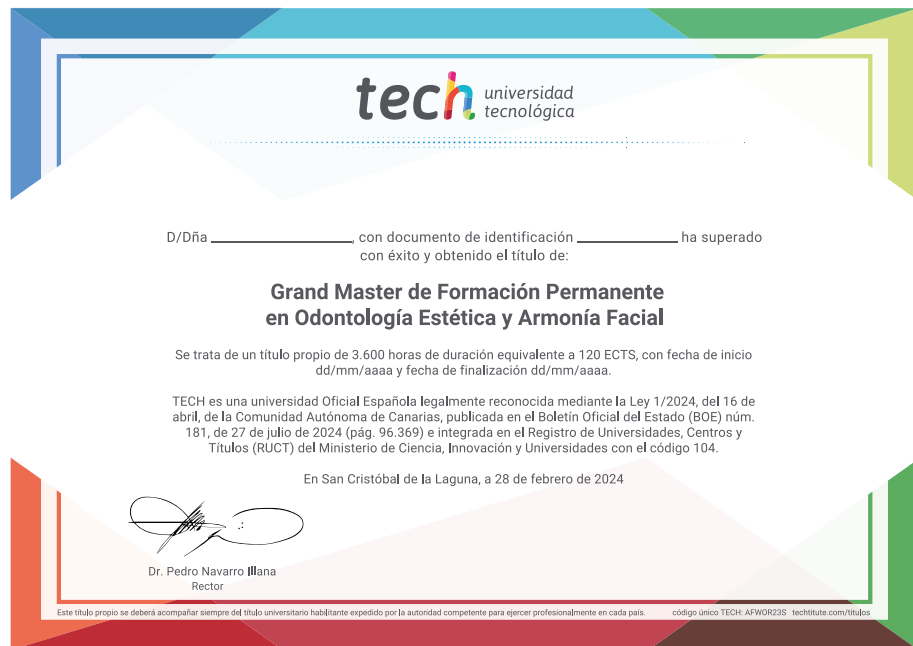 tech universidad
tecnológica
D/Dña ______________, con documento de identificación __________ ha superado
con éxito y obtenido el título de:
Grand Master de Formación Permanente
en Odontología Estética y Armonía Facial
Se trata de un título propio de 3.600 horas de duración equivalente a 120 ECTS, con fecha de inicio
dd/mm/aaaa y fecha de finalización dd/mm/aaaa.
TECH es una universidad Oficial Española legalmente reconocida mediante la Ley 1/2024, del 16 de
abril, de la Comunidad Autónoma de Canarias, publicada en el Boletín Oficial del Estado (BOE) núm.
181, de 27 de julio de 2024 (pág. 96.369) e integrada en el Registro de Universidades, Centros y
Títulos (RUCT) del Ministerio de Ciencia, Innovación y Universidades con el código 104.
En San Cristóbal de la Laguna, a 28 de febrero de 2024
Dr. Pedro Navarro Illana
Rector
Este título propio se deberá acompañar siempre del título universitario habilitante expedido por la autoridad competente para ejercer profesionalmente en cada país. código único TECH: AFWOR23S techtitute.com/titulos